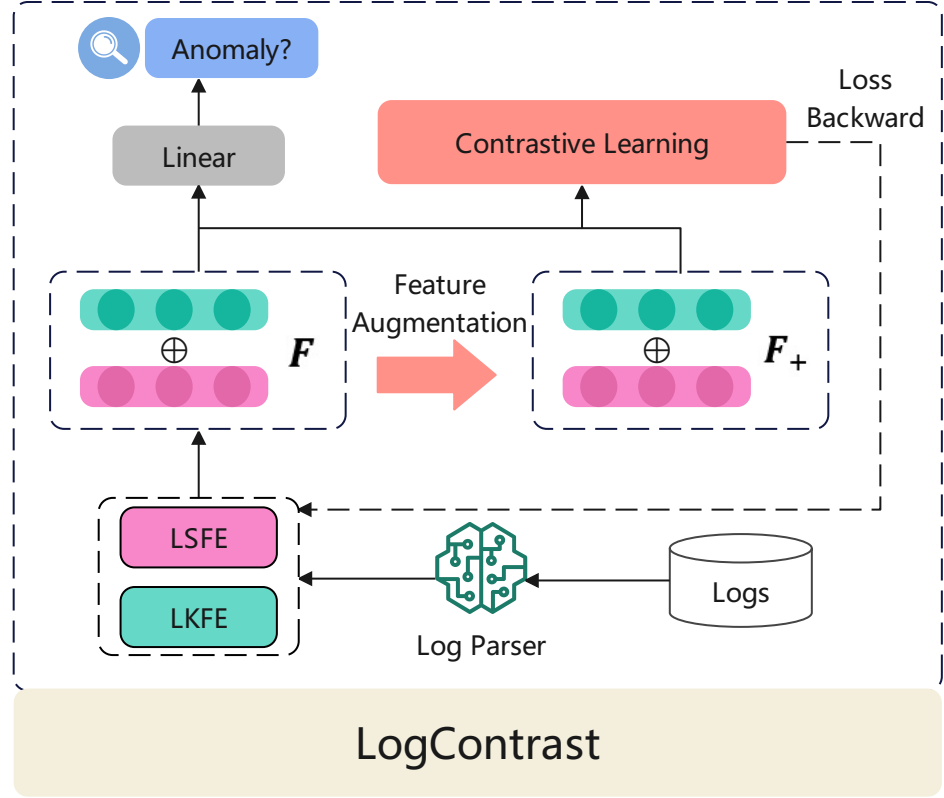 Anomaly?
Loss
Backward
Linear
Contrastive Learning
Feature
Augmentation
⊕
F
⊕
F₊
LSFE
LKFE
Log Parser
Logs
LogContrast